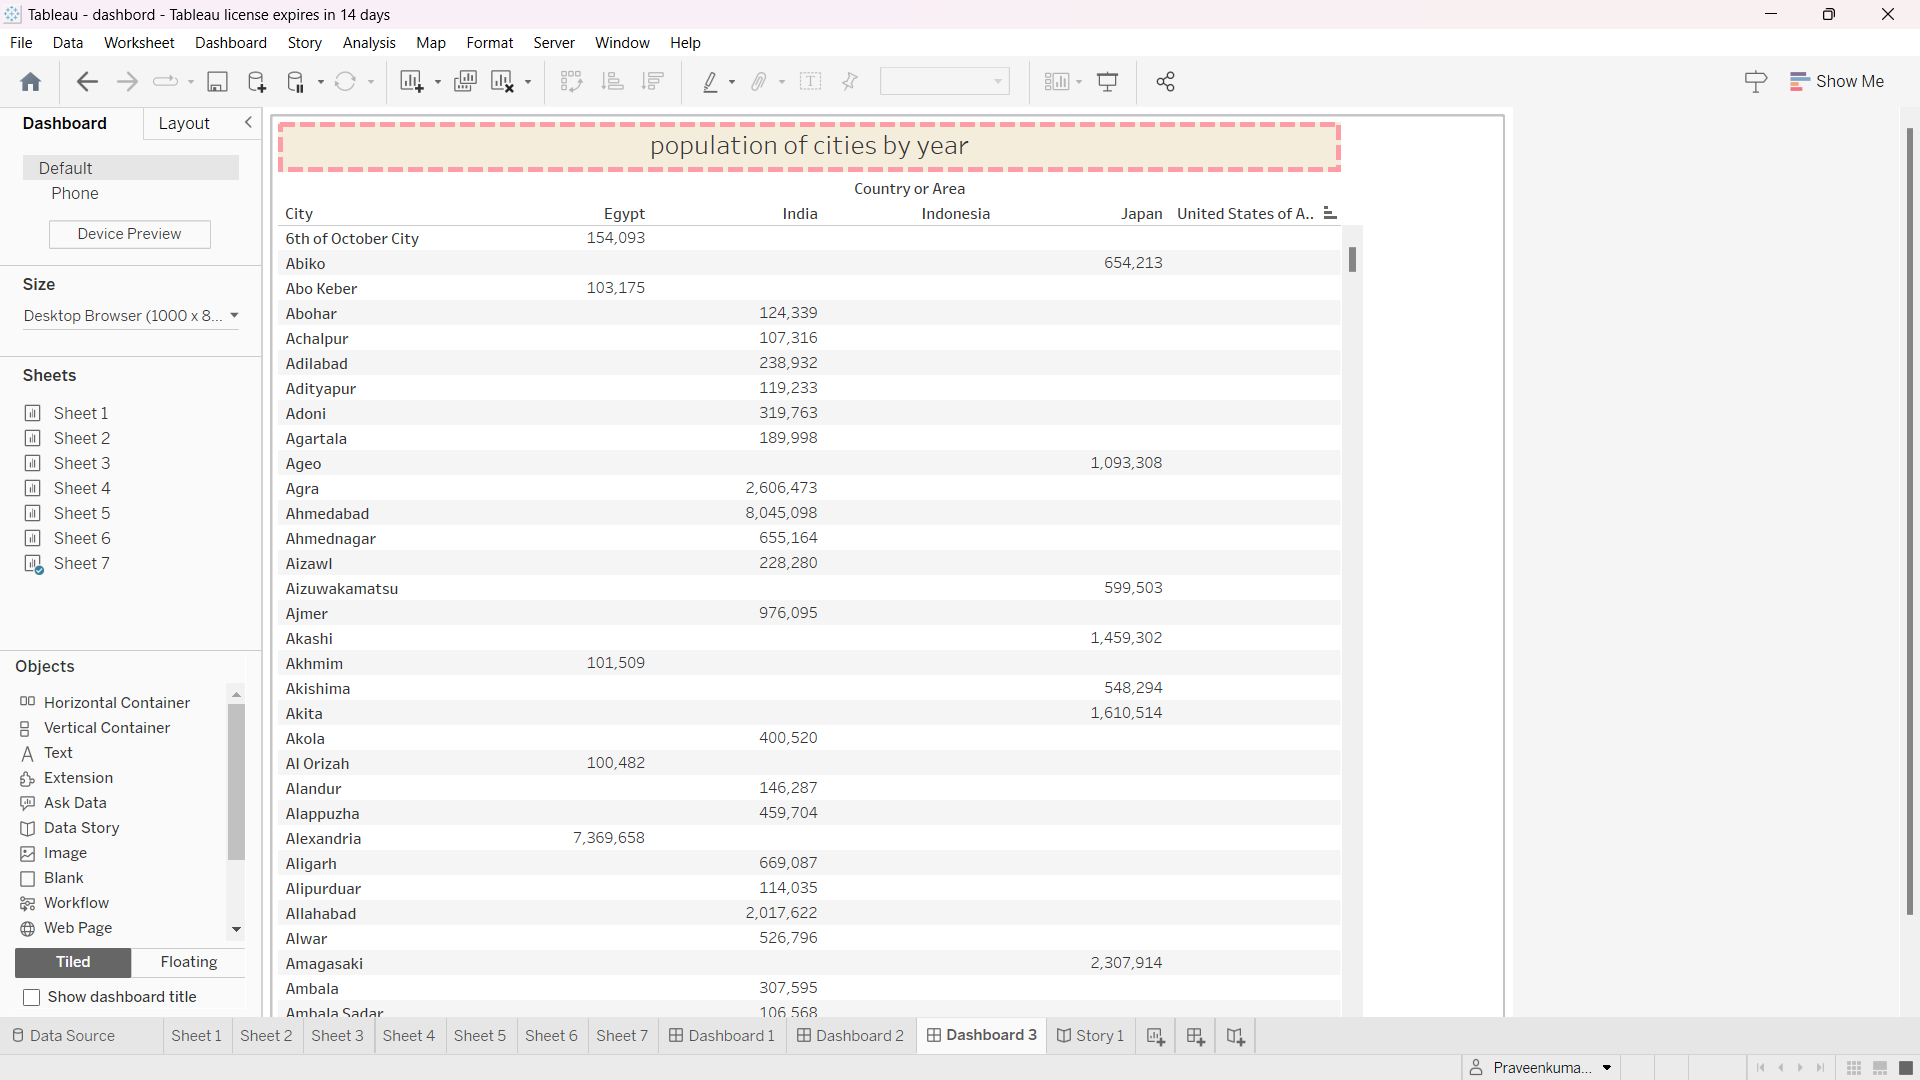 Tableau - dashbord - Tableau license expires in 14 days
File Data Worksheet Dashboard Story Analysis Map Format Server Window Help
Show Me
Dashboard Layout
Default
Phone
Device Preview
Size
Desktop Browser (1000 x 8...
Sheets
Sheet 1
Sheet 2
Sheet 3
Sheet 4
Sheet 5
Sheet 6
Sheet 7
Objects
Horizontal Container
Vertical Container
Text
Extension
Ask Data
Data Story
Image
Blank
Workflow
Web Page
Tiled Floating
Show dashboard title
population of cities by year
Country or Area
City Egypt India Indonesia Japan United States of A..
6th of October City 154,093
Abiko 654,213
Abo Keber 103,175
Abohar 124,339
Achalpur 107,316
Adilabad 238,932
Adityapur 119,233
Adoni 319,763
Agartala 189,998
Ageo 1,093,308
Agra 2,606,473
Ahmedabad 8,045,098
Ahmednagar 655,164
Aizawl 228,280
Aizuwakamatsu 599,503
Ajmer 976,095
Akashi 1,459,302
Akhmim 101,509
Akishima 548,294
Akita 1,610,514
Akola 400,520
Al Orizah 100,482
Alandur 146,287
Alappuzha 459,704
Alexandria 7,369,658
Aligarh 669,087
Alipurduar 114,035
Allahabad 2,017,622
Alwar 526,796
Amagasaki 2,307,914
Ambala 307,595
Ambala Sadar 106,568
Data Source Sheet 1 Sheet 2 Sheet 3 Sheet 4 Sheet 5 Sheet 6 Sheet 7 Dashboard 1 Dashboard 2 Dashboard 3 Story 1
Praveenkuma...